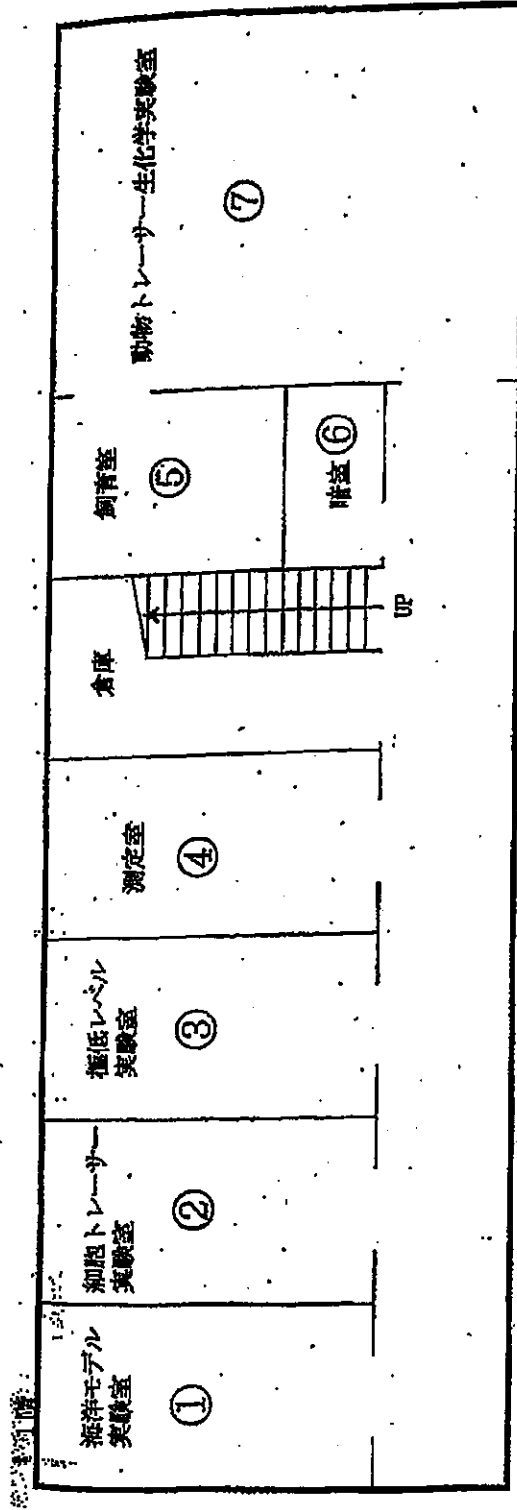 1階
海洋モデル
実験室
①
細胞トレーサー
実験室
②
極低レベル
実験室
③
測定室
④
倉庫
UP
飼育室
⑤
暗室
⑥
動物トレーサー生化学実験室
⑦